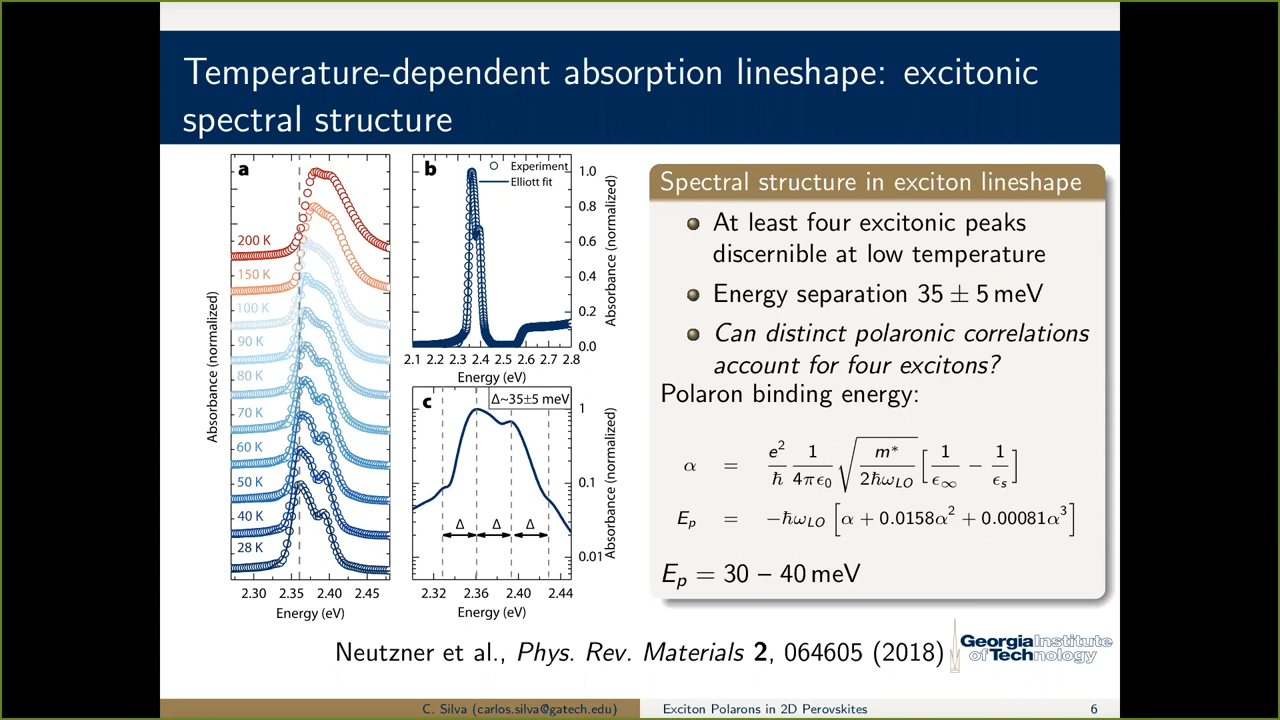 Temperature-dependent absorption lineshape: excitonic
spectral structure
a
200 K
150 K
100 K
90 K
80 K
70 K
60 K
50 K
40 K
28 K
Absorbance (normalized)
2.30 2.35 2.40 2.45
Energy (eV)
b
Experiment
Elliott fit
1.0
0.8
0.6
0.4
0.2
0.0
Absorbance (normalized)
2.1 2.2 2.3 2.4 2.5 2.6 2.7 2.8
Energy (eV)
c
Δ~35±5 meV
1
0.1
0.01
Absorbance (normalized)
Δ Δ Δ
2.32 2.36 2.40 2.44
Energy (eV)
Spectral structure in exciton lineshape
At least four excitonic peaks
discernible at low temperature
Energy separation 35 ± 5 meV
Can distinct polaronic correlations
account for four excitons?
Polaron binding energy:
α = e²/ℏ 1/4πϵ₀ √(m*/2ℏω_LO) [1/ϵ_∞ − 1/ϵ_s]
E_p = −ℏω_LO [α + 0.0158α² + 0.00081α³]
E_p = 30 − 40 meV
Neutzner et al., Phys. Rev. Materials 2, 064605 (2018)
Georgia Institute
of Technology
C. Silva (carlos.silva@gatech.edu) Exciton Polarons in 2D Perovskites 6